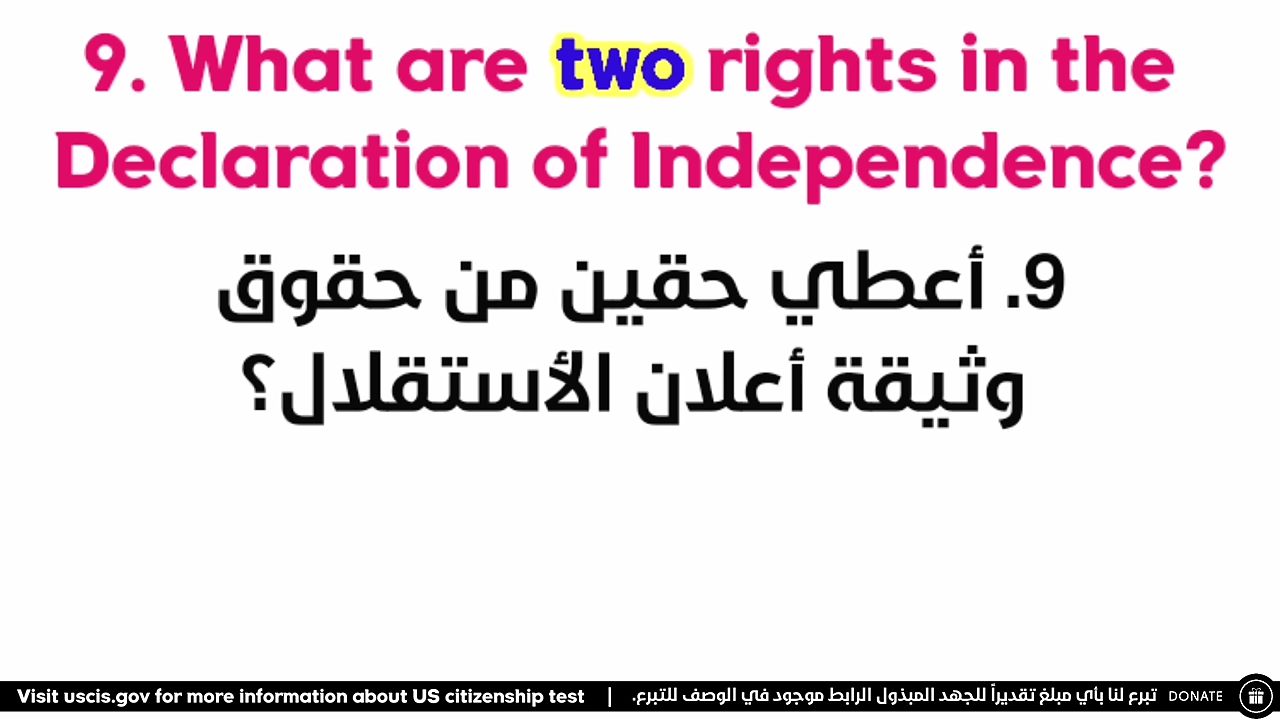 9. What are two rights in the
Declaration of Independence?
9. أعطي حقين من حقوق
وثيقة أعلان الأستقلال؟
Visit uscis.gov for more information about US citizenship test | تبرع لنا بأي مبلغ تقديراً للجهد المبذول الرابط موجود في الوصف للتبرع. DONATE